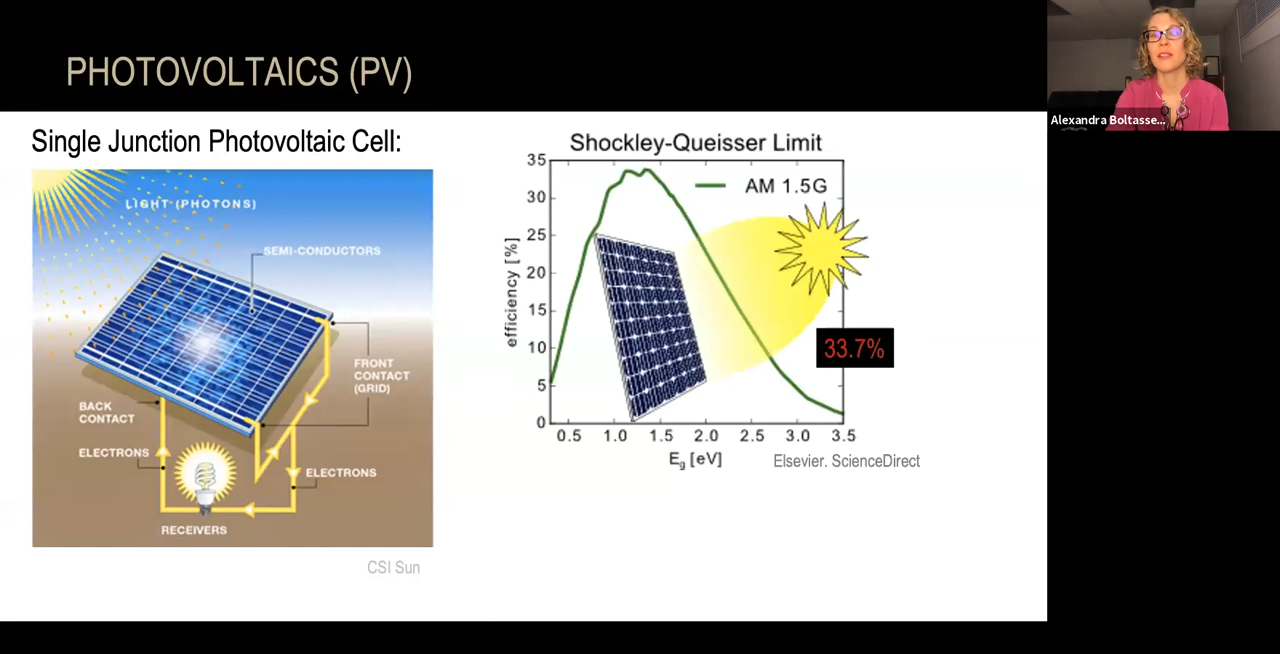 PHOTOVOLTAICS (PV)
Alexandra Boltasse...
Single Junction Photovoltaic Cell:
LIGHT (PHOTONS)
SEMI-CONDUCTORS
FRONT
CONTACT
(GRID)
BACK
CONTACT
ELECTRONS
ELECTRONS
RECEIVERS
CSI Sun
Shockley-Queisser Limit
AM 1.5G
efficiency [%]
35
30
25
20
15
10
5
0
0.5 1.0 1.5 2.0 2.5 3.0 3.5
Eg [eV]
33.7%
Elsevier. ScienceDirect